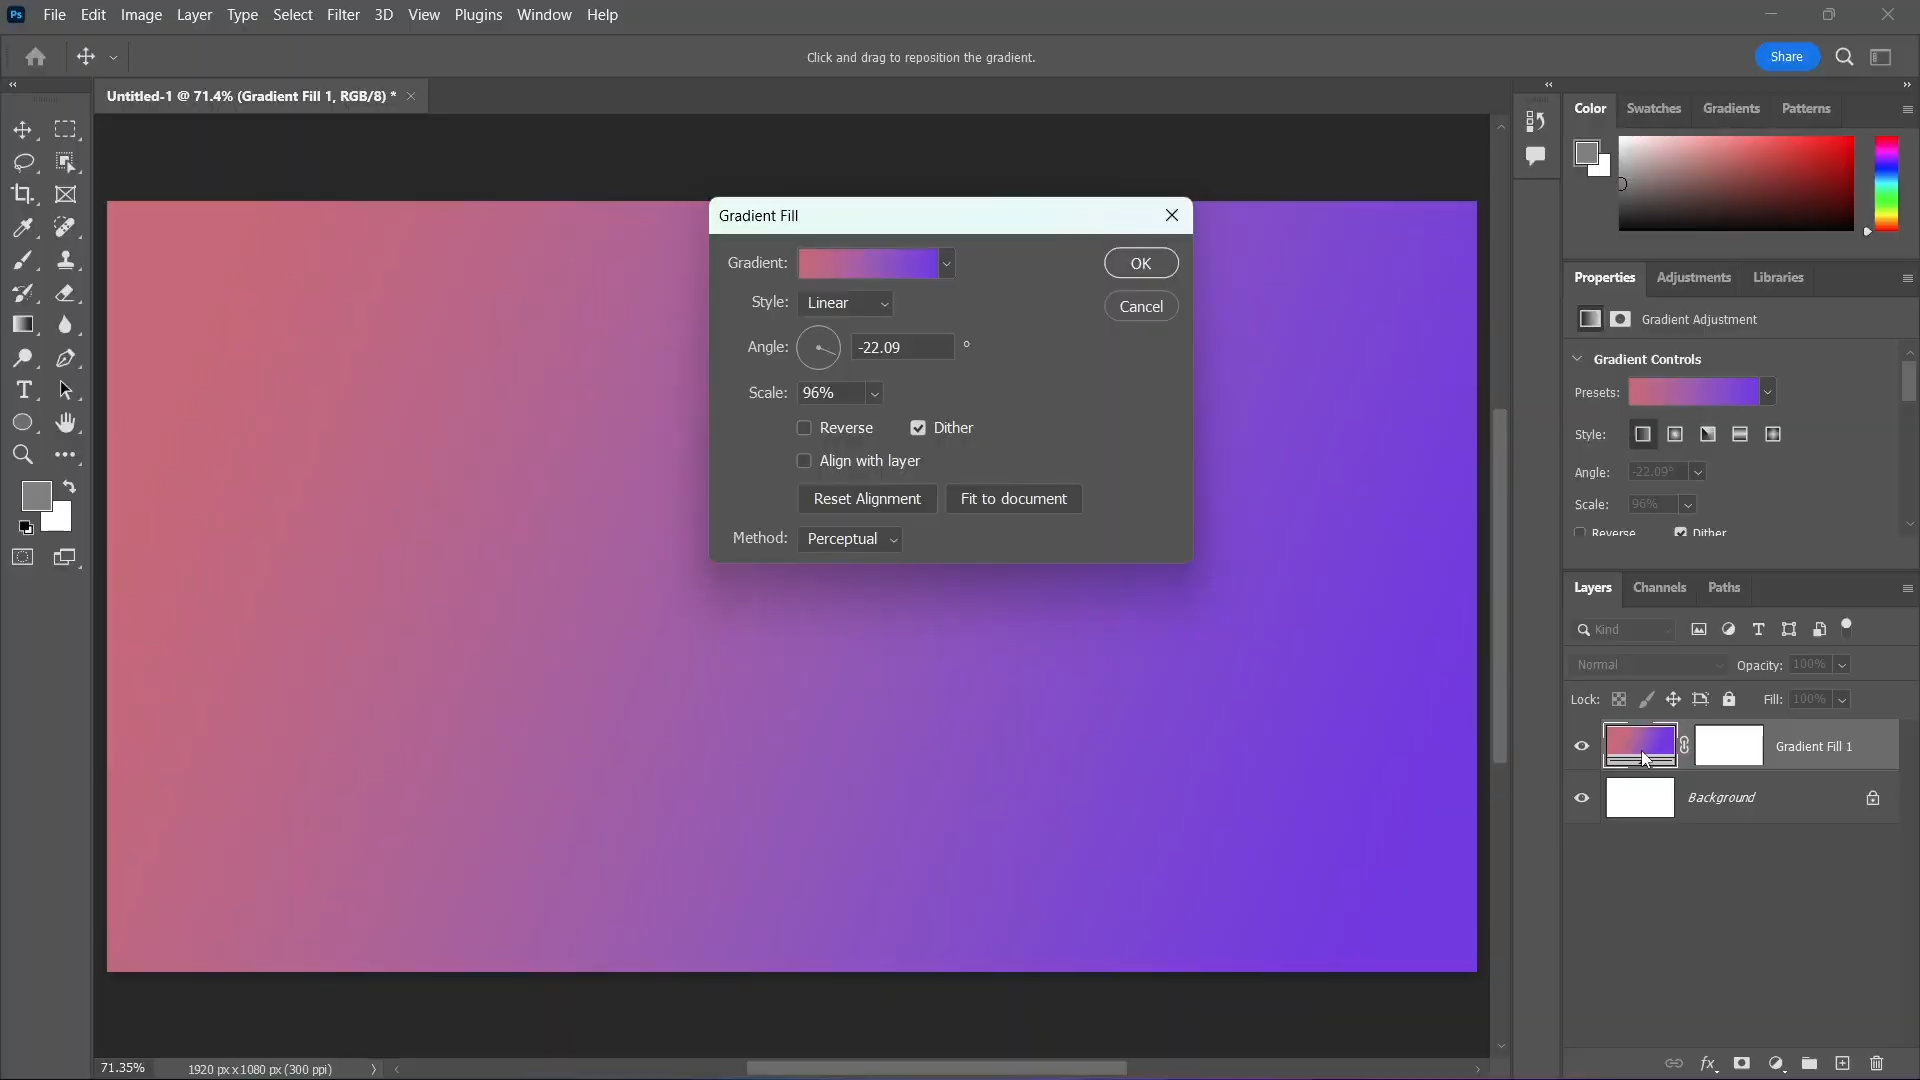 Ps File Edit Image Layer Type Select Filter 3D View Plugins Window Help
Click and drag to reposition the gradient. Share
Untitled-1 @ 71.4% (Gradient Fill 1, RGB/8) *
Color Swatches Gradients Patterns
Gradient Fill
Gradient: OK
Style: Linear
Cancel
Angle: -22.09 °
Scale: 96%
Reverse Dither
Align with layer
Reset Alignment Fit to document
Method: Perceptual
Properties Adjustments Libraries
Gradient Adjustment
Gradient Controls
Presets:
Style:
Angle: -22.09°
Scale: 96%
Reverse Dither
Layers Channels Paths
Kind
Normal Opacity: 100%
Lock: Fill: 100%
Gradient Fill 1
Background
fx
71.35% 1920 px x 1080 px (300 ppi)